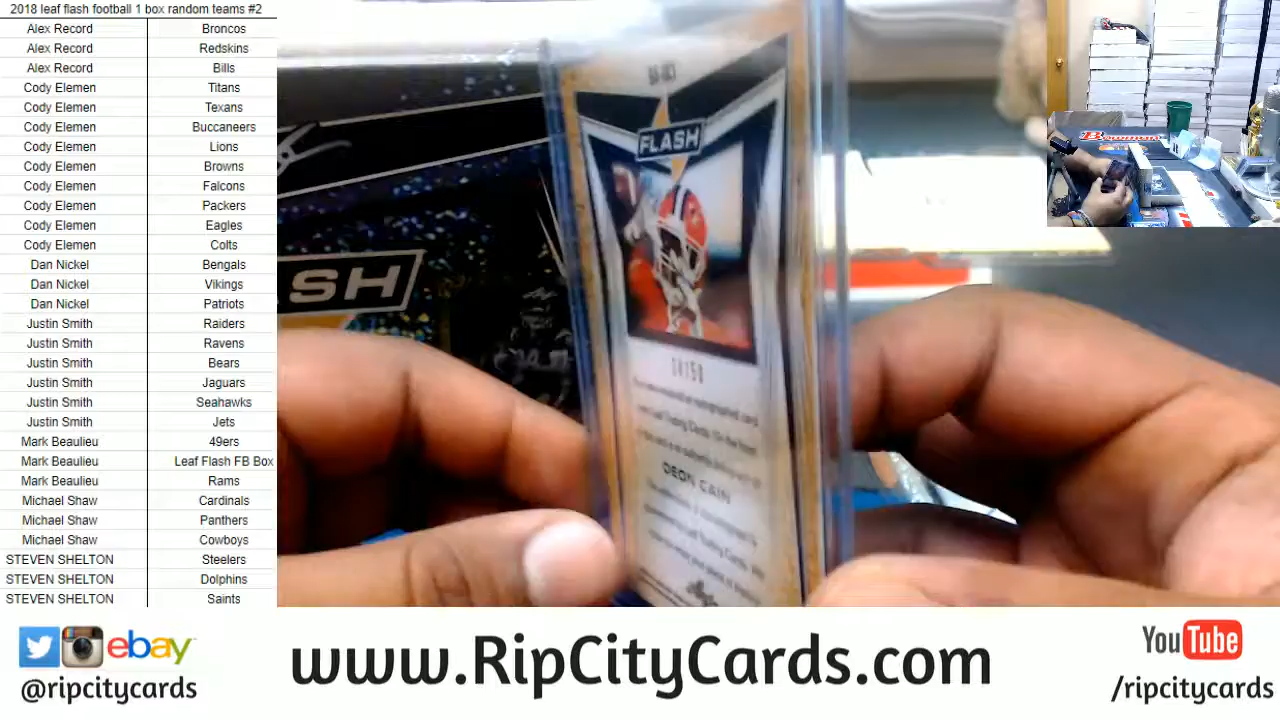 2018 leaf flash football 1 box random teams #2
Alex Record Broncos
Alex Record Redskins
Alex Record Bills
Cody Elemen Titans
Cody Elemen Texans
Cody Elemen Buccaneers
Cody Elemen Lions
Cody Elemen Browns
Cody Elemen Falcons
Cody Elemen Packers
Cody Elemen Eagles
Cody Elemen Colts
Dan Nickel Bengals
Dan Nickel Vikings
Dan Nickel Patriots
Justin Smith Raiders
Justin Smith Ravens
Justin Smith Bears
Justin Smith Jaguars
Justin Smith Seahawks
Justin Smith Jets
Mark Beaulieu 49ers
Mark Beaulieu Leaf Flash FB Box
Mark Beaulieu Rams
Michael Shaw Cardinals
Michael Shaw Panthers
Michael Shaw Cowboys
STEVEN SHELTON Steelers
STEVEN SHELTON Dolphins
STEVEN SHELTON Saints
FLASH
DEON CAIN
SH
Bowman
ebay
@ripcitycards
www.RipCityCards.com
YouTube
/ripcitycards